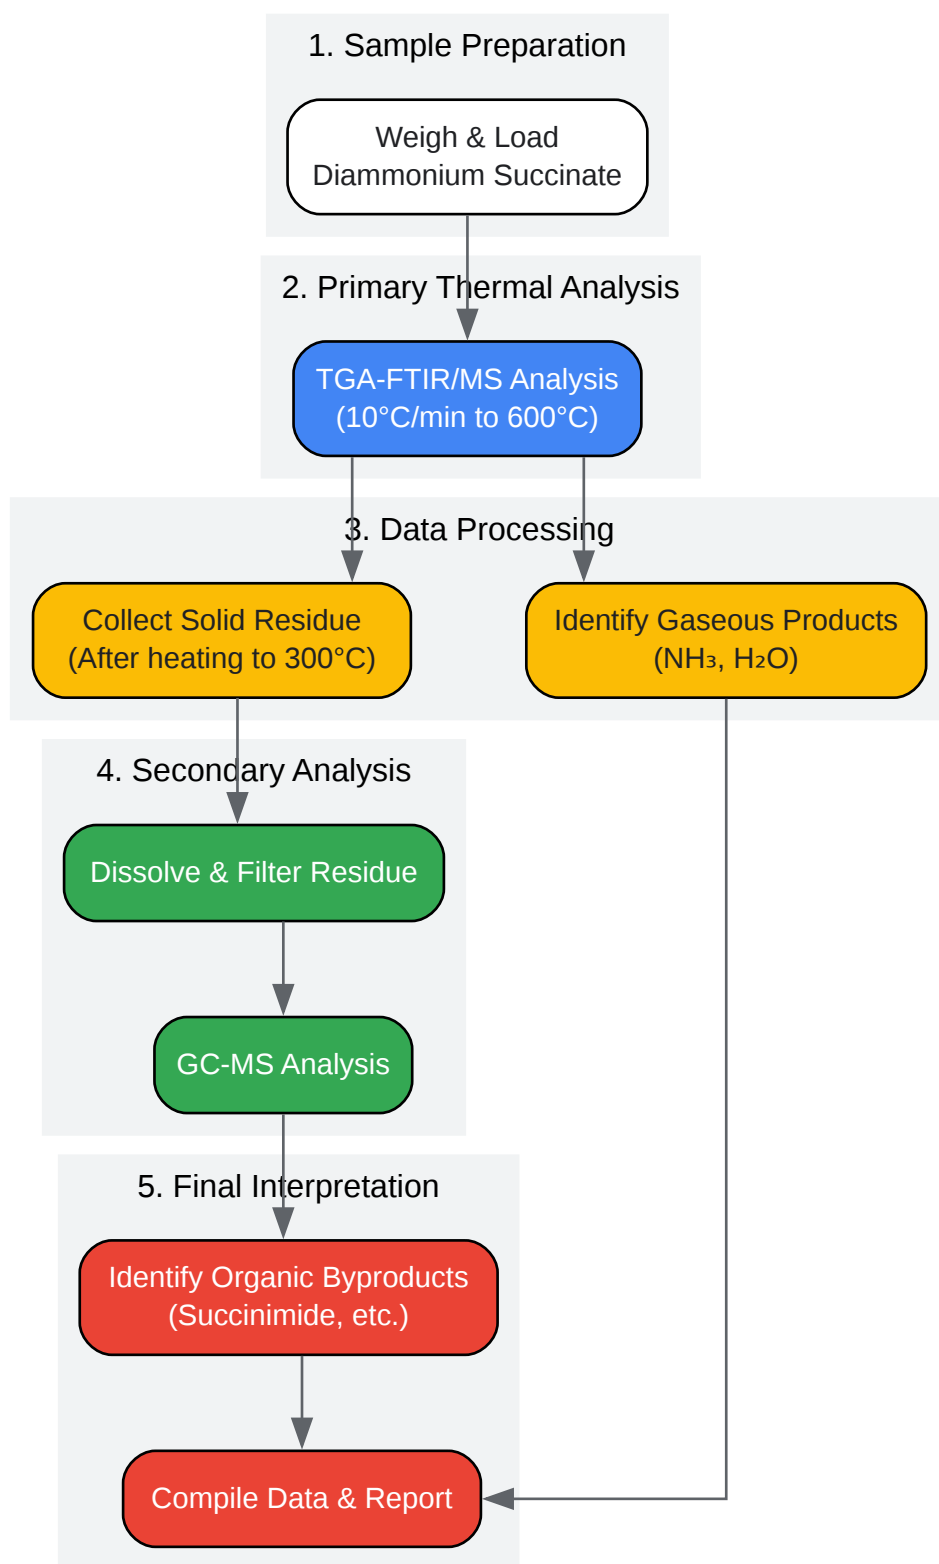 1. Sample Preparation
Weigh & Load
Diammonium Succinate
2. Primary Thermal Analysis
TGA-FTIR/MS Analysis
(10°C/min to 600°C)
3. Data Processing
Collect Solid Residue
(After heating to 300°C)
Identify Gaseous Products
(NH₃, H₂O)
4. Secondary Analysis
Dissolve & Filter Residue
GC-MS Analysis
5. Final Interpretation
Identify Organic Byproducts
(Succinimide, etc.)
Compile Data & Report